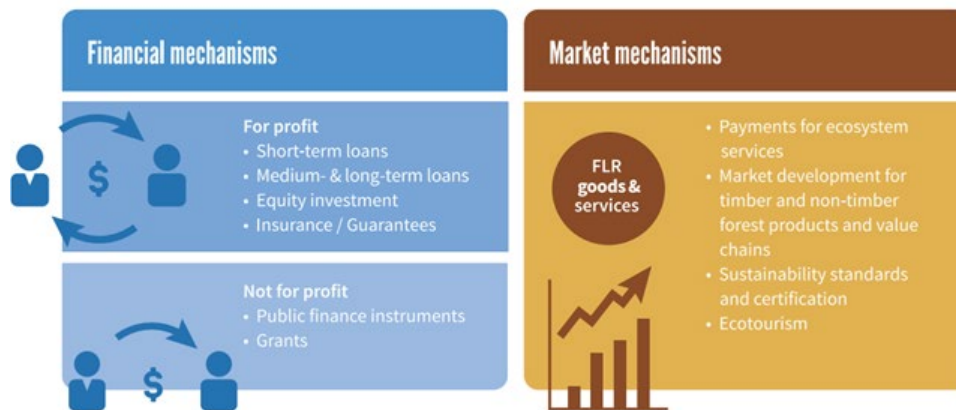 Financial mechanisms
For profit
• Short-term loans
• Medium- & long-term loans
• Equity investment
• Insurance / Guarantees
$
Not for profit
• Public finance instruments
• Grants
$
Market mechanisms
FLR
goods &
services
• Payments for ecosystem
services
• Market development for
timber and non-timber
forest products and value
chains
• Sustainability standards
and certification
• Ecotourism